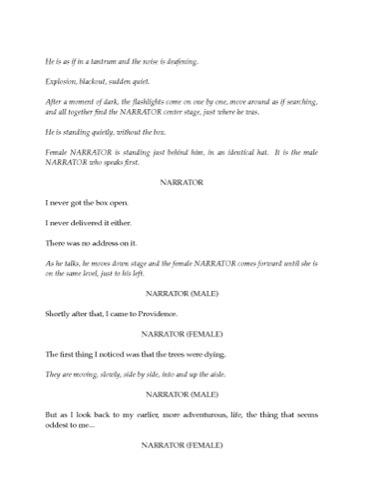 He is as if in a tantrum and the noise is deafening.
Explosion, blackout, sudden quiet.
After a moment of dark, the flashlights come on one by one, move around as if searching,
and all together find the NARRATOR center stage, just where he was.
He is standing quietly, without the box.
Female NARRATOR is standing just behind him, in an identical hat. It is the male
NARRATOR who speaks first.
NARRATOR
I never got the box open.
I never delivered it either.
There was no address on it.
As he talks, he moves down stage and the female NARRATOR comes forward until she is
on the same level, just to his left.
NARRATOR (MALE)
Shortly after that, I came to Providence.
NARRATOR (FEMALE)
The first thing I noticed was that the trees were dying.
They are moving, slowly, side by side, into and up the aisle.
NARRATOR (MALE)
But as I look back to my earlier, more adventurous, life, the thing that seems
oddest to me...
NARRATOR (FEMALE)